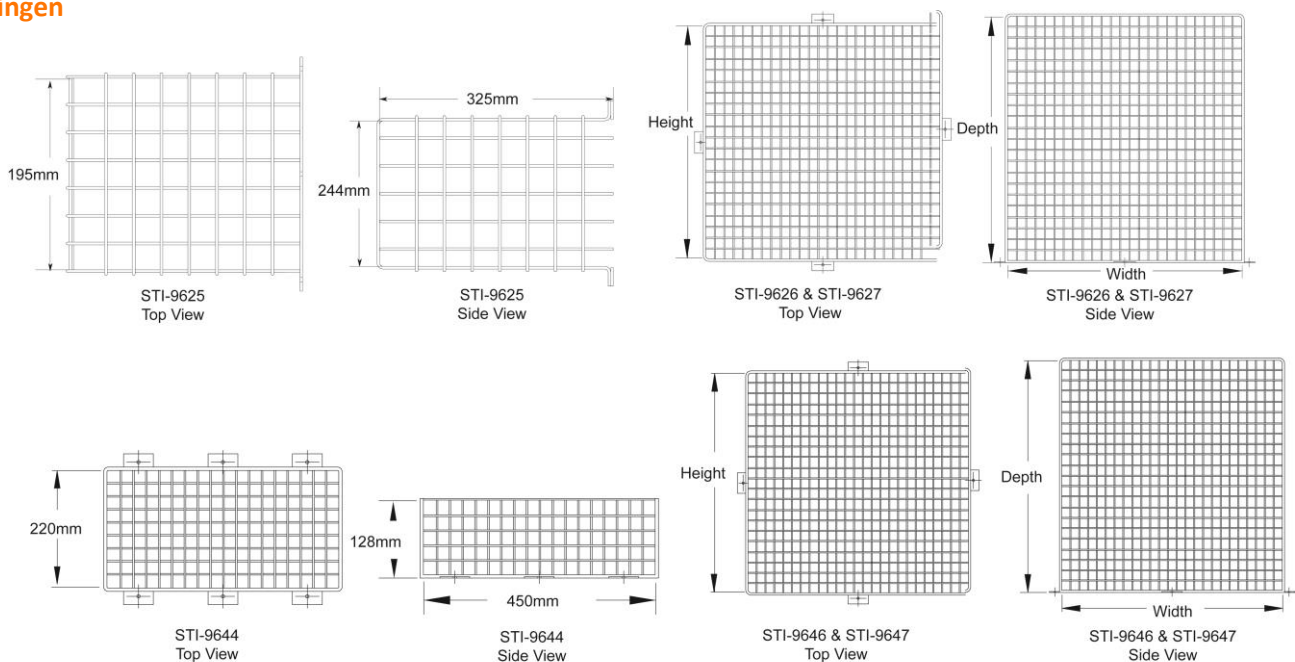 ungen
195mm
STI-9625
Top View
325mm
244mm
STI-9625
Side View
Height
STI-9626 & STI-9627
Top View
Depth
Width
STI-9626 & STI-9627
Side View
220mm
STI-9644
Top View
128mm
450mm
STI-9644
Side View
Height
STI-9646 & STI-9647
Top View
Depth
Width
STI-9646 & STI-9647
Side View